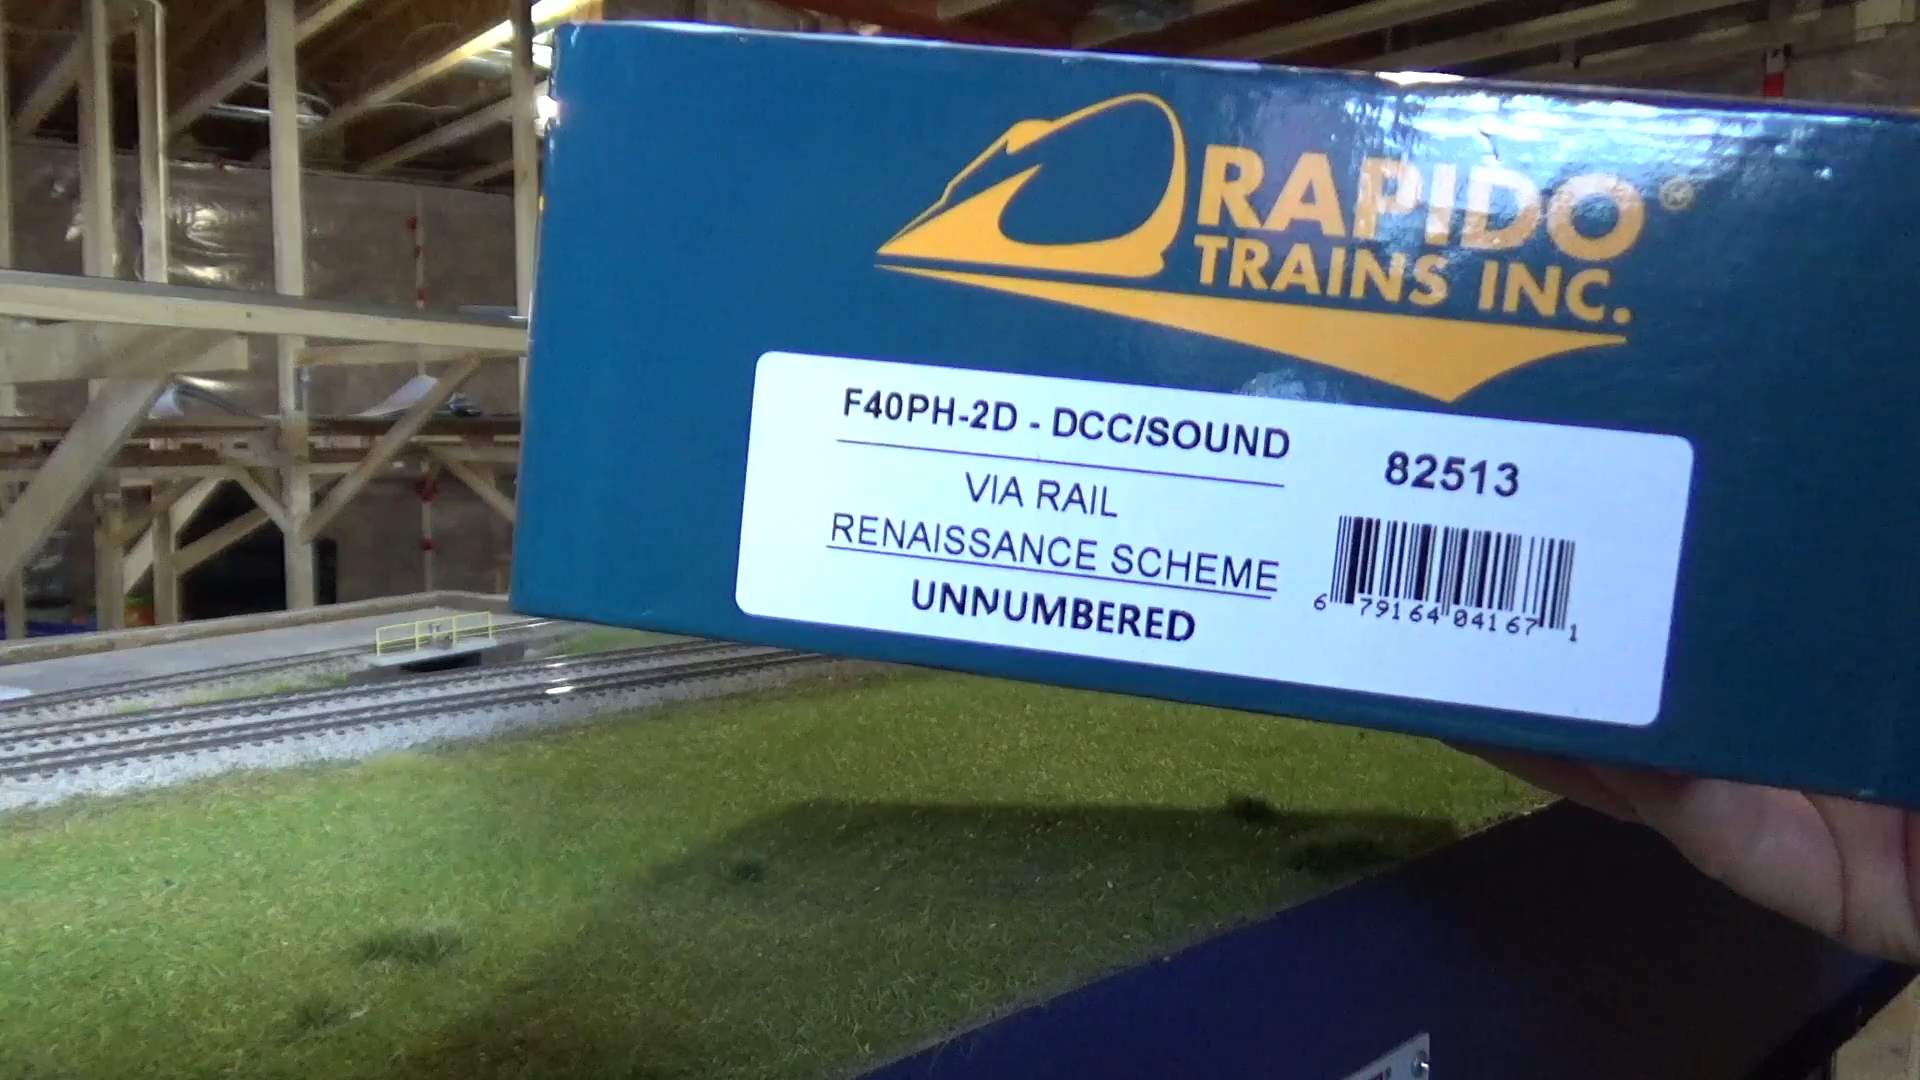 RAPIDO®
TRAINS INC.
F40PH-2D - DCC/SOUND
82513
VIA RAIL
RENAISSANCE SCHEME
UNNUMBERED
6 79164 04167 1